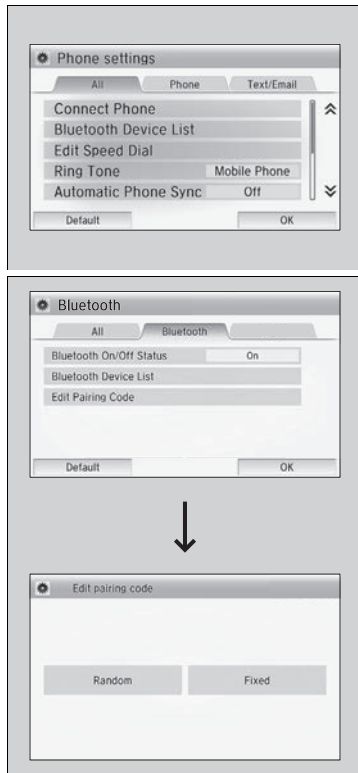 Phone settings
All Phone Text/Email
Connect Phone
Bluetooth Device List
Edit Speed Dial
Ring Tone Mobile Phone
Automatic Phone Sync Off
Default OK
Bluetooth
All Bluetooth
Bluetooth On/Off Status On
Bluetooth Device List
Edit Pairing Code
Default OK
Edit pairing code
Random Fixed